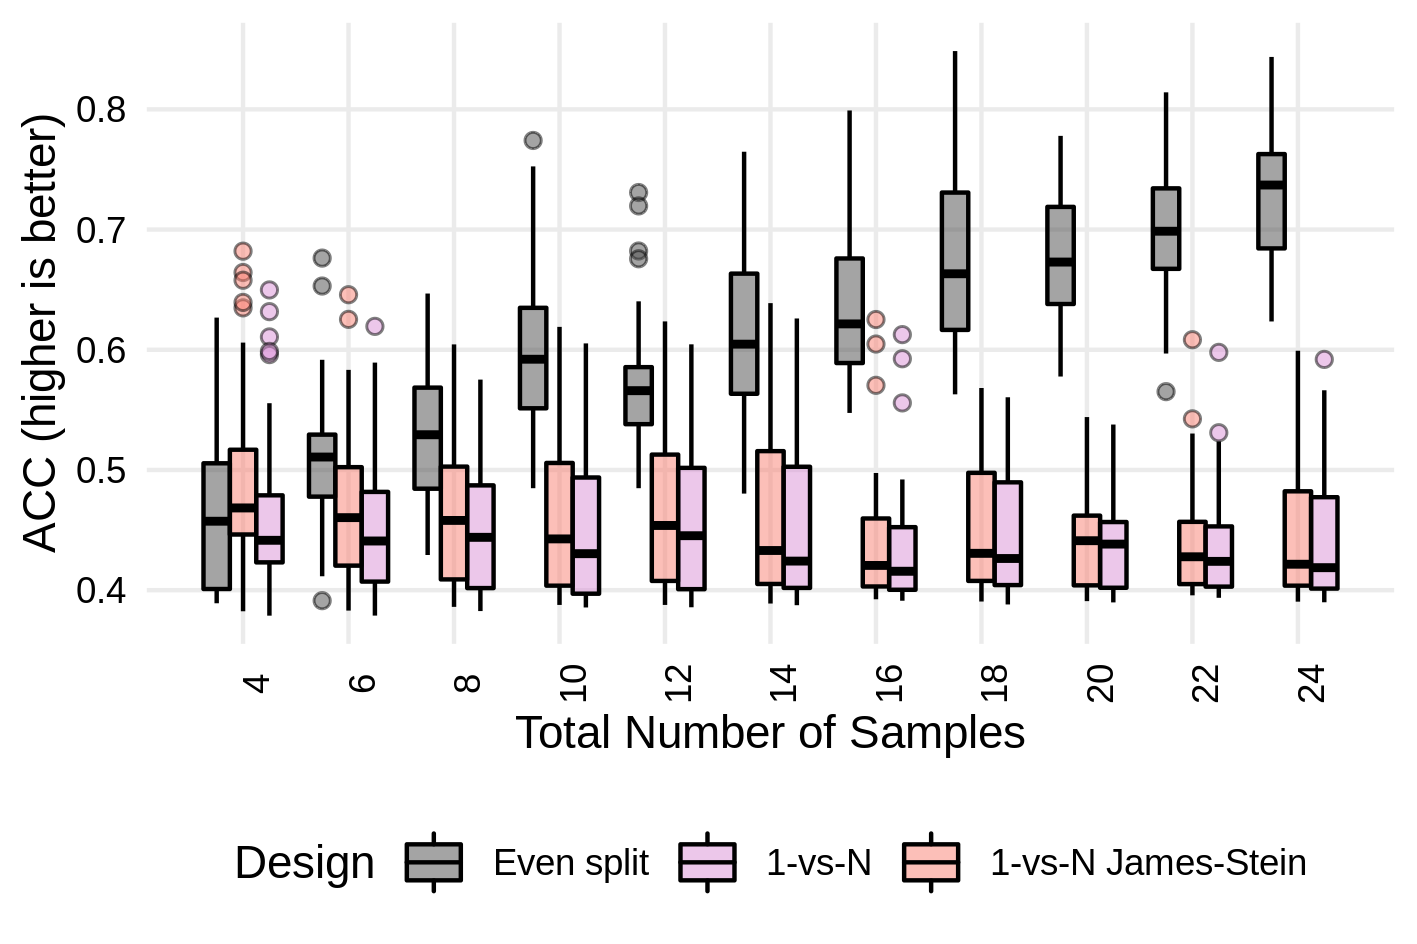 0.8
0.7
0.6
0.5
0.4
ACC (higher is better)
4 6 8 10 12 14 16 18 20 22 24
Total Number of Samples
Design Even split 1-vs-N 1-vs-N James-Stein